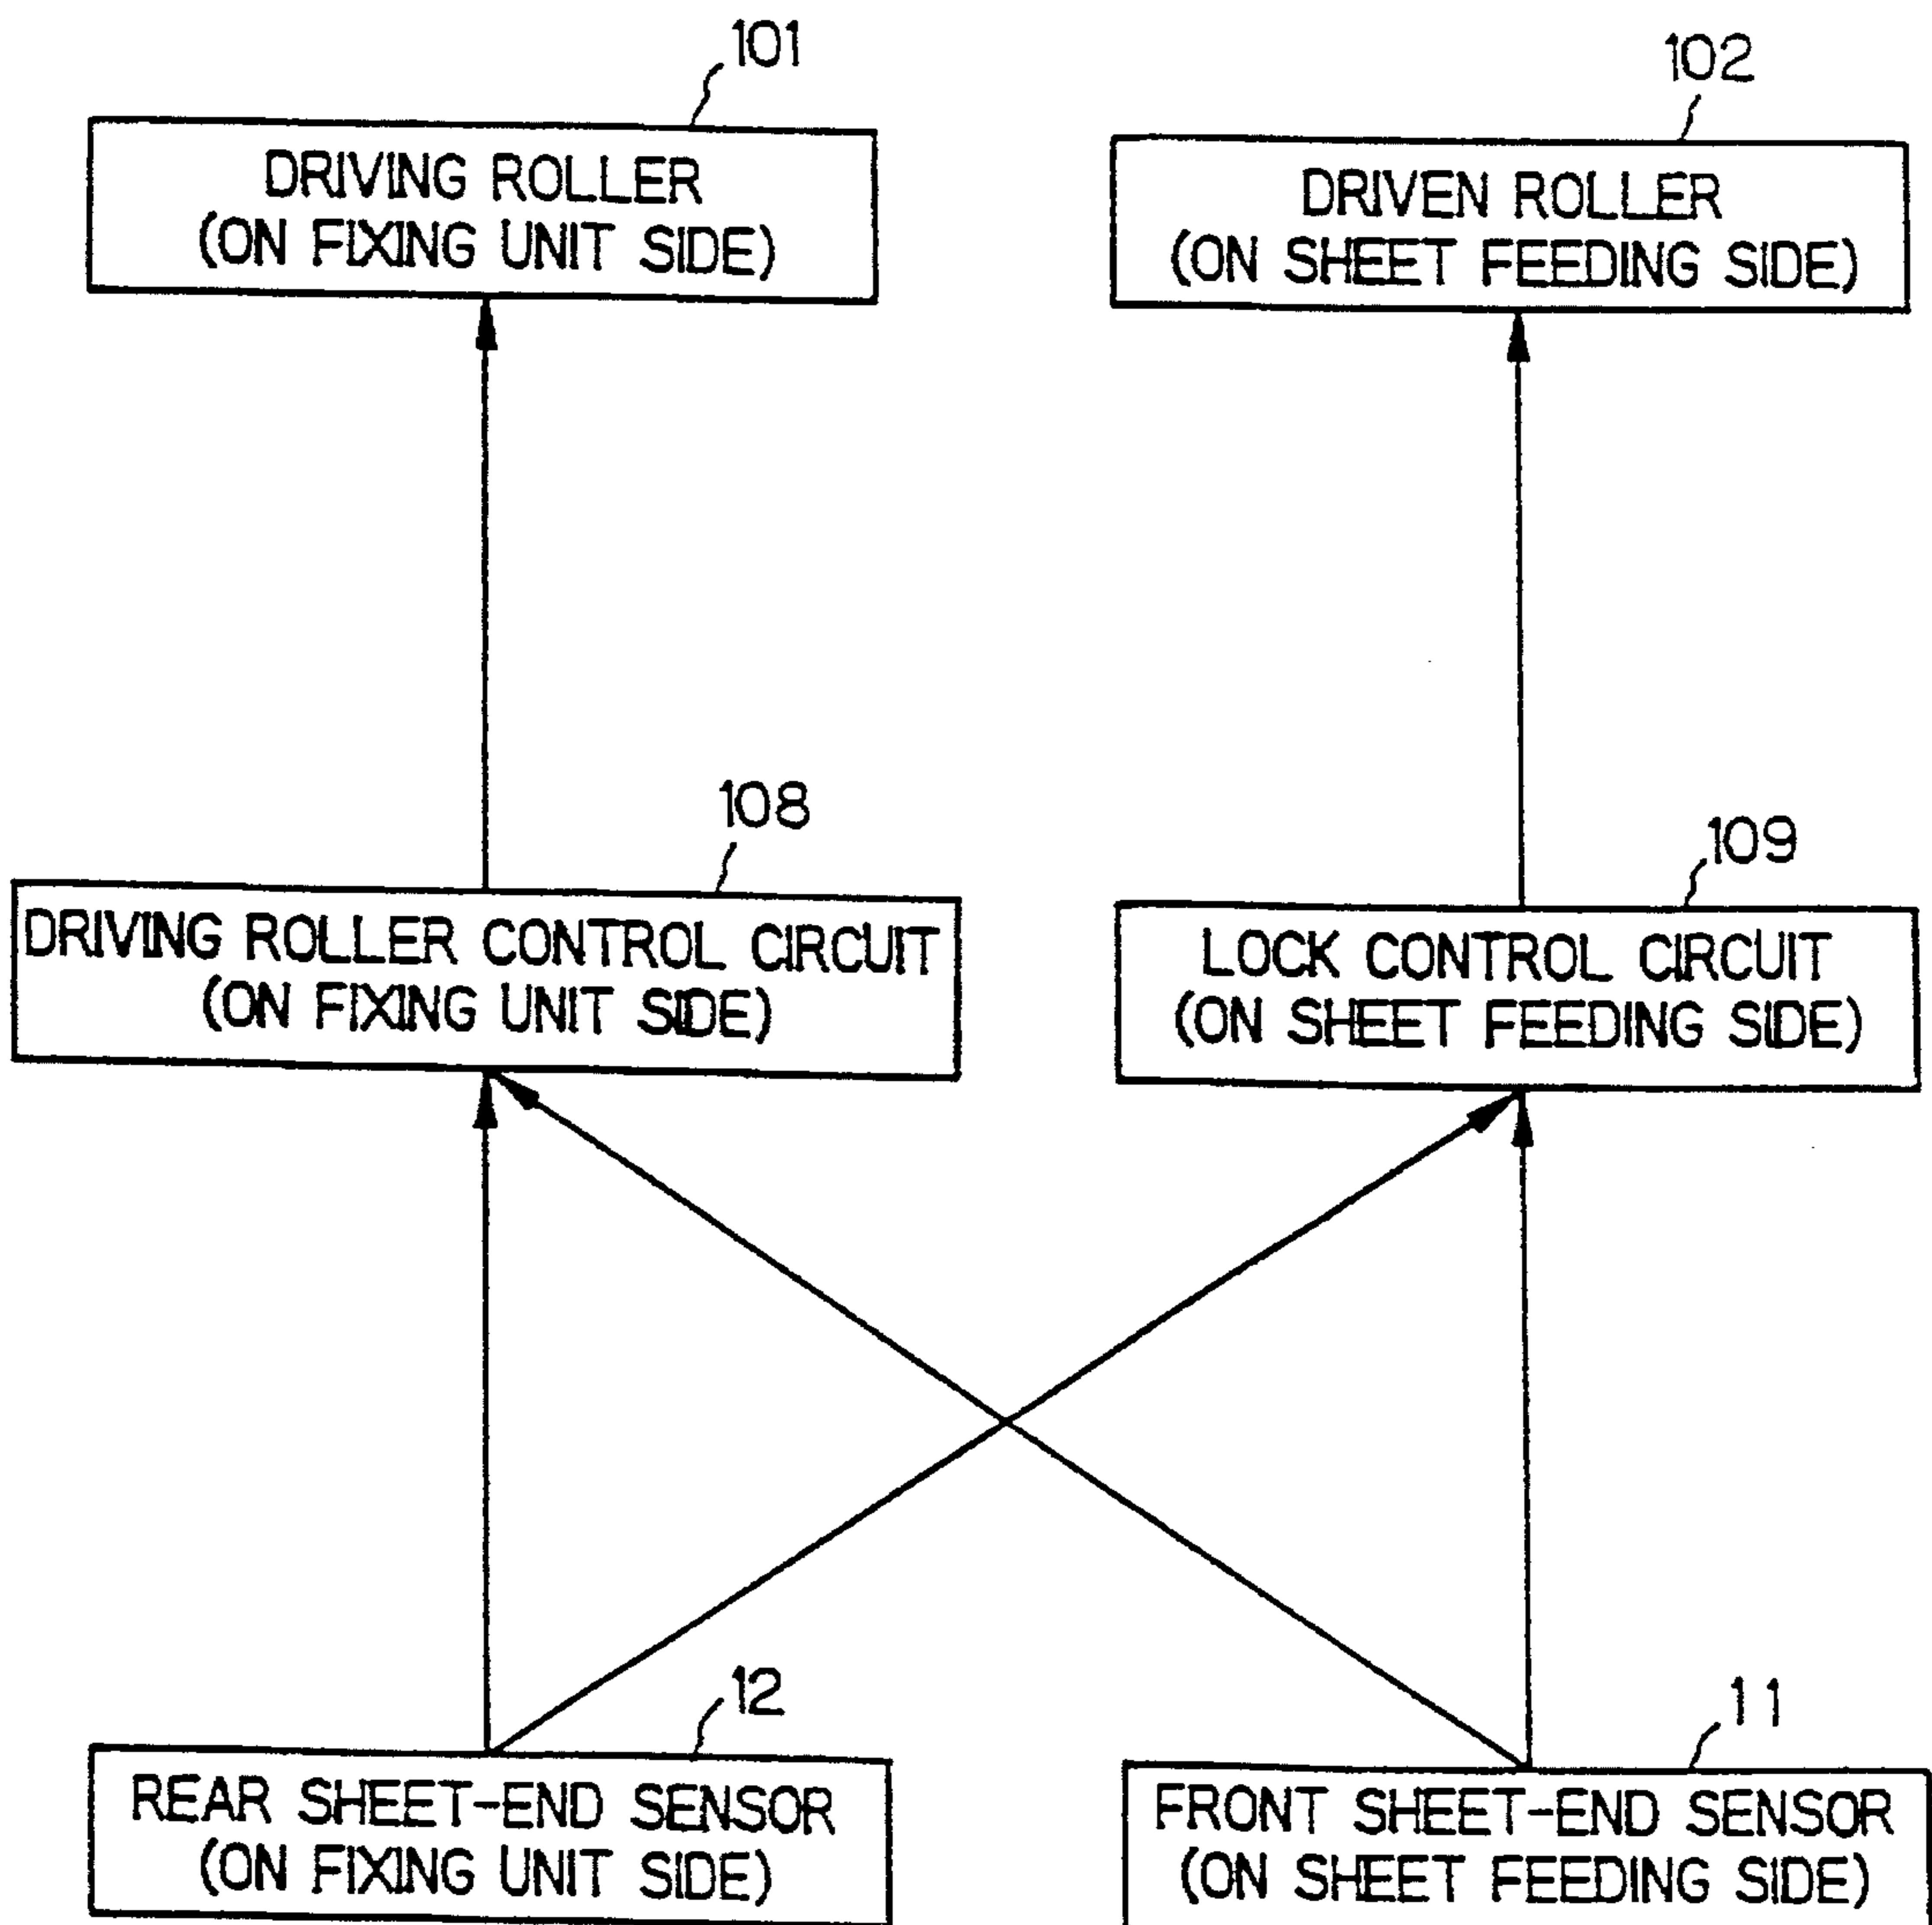 101
DRIVING ROLLER
(ON FIXING UNIT SIDE)
102
DRIVEN ROLLER
(ON SHEET FEEDING SIDE)
108
DRIVING ROLLER CONTROL CIRCUIT
(ON FIXING UNIT SIDE)
109
LOCK CONTROL CIRCUIT
(ON SHEET FEEDING SIDE)
12
REAR SHEET-END SENSOR
(ON FIXING UNIT SIDE)
11
FRONT SHEET-END SENSOR
(ON SHEET FEEDING SIDE)